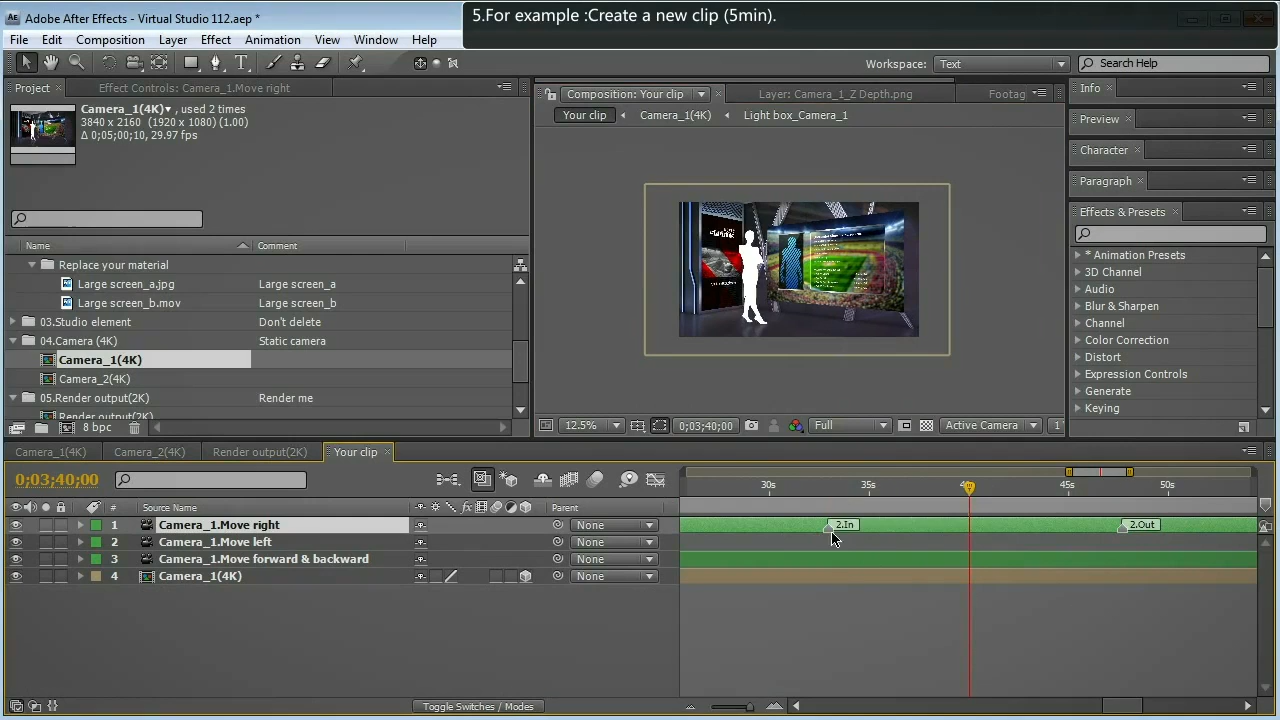 Adobe After Effects - Virtual Studio 112.aep *
5.For example :Create a new clip (5min).
File Edit Composition Layer Effect Animation View Window Help
Workspace: Text Search Help
Project Effect Controls: Camera_1.Move right
Composition: Your clip Layer: Camera_1_Z Depth.png Footag
Info
Camera_1(4K) , used 2 times
3840 x 2160 (1920 x 1080) (1.00)
Δ 0;05;00;10, 29.97 fps
Your clip Camera_1(4K) Light box_Camera_1
Preview
Character
Paragraph
Effects & Presets
Name Comment
Replace your material
Large screen_a.jpg Large screen_a
Large screen_b.mov Large screen_b
03.Studio element Don't delete
04.Camera (4K) Static camera
Camera_1(4K)
Camera_2(4K)
05.Render output(2K) Render me
Render output(2K)
8 bpc
* Animation Presets
3D Channel
Audio
Blur & Sharpen
Channel
Color Correction
Distort
Expression Controls
Generate
Keying
12.5% 0;03;40;00 Full Active Camera 1
Camera_1(4K) Camera_2(4K) Render output(2K) Your clip
0;03;40;00
30s 35s 45s 50s
# Source Name Parent
1 Camera_1.Move right None 2.In 2.Out
2 Camera_1.Move left None
3 Camera_1.Move forward & backward None
4 Camera_1(4K) None
Toggle Switches / Modes